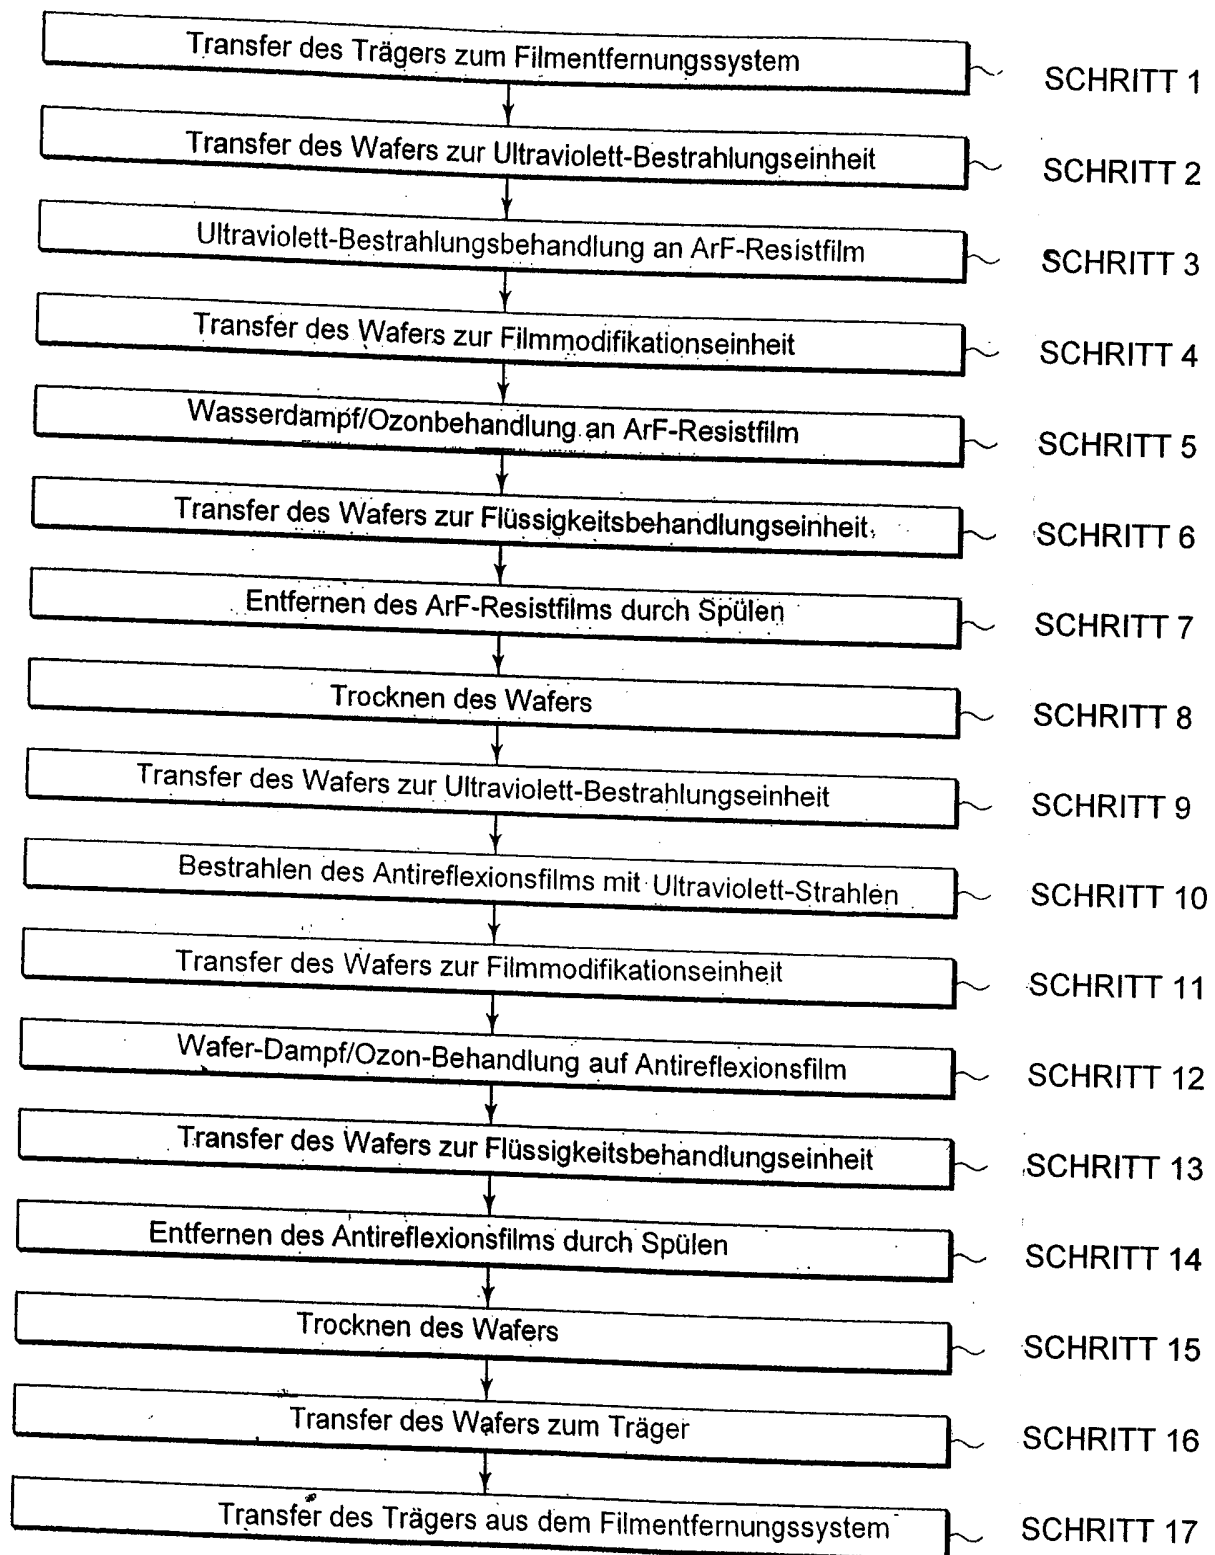 Transfer des Trägers zum Filmentfernungssystem SCHRITT 1
Transfer des Wafers zur Ultraviolett-Bestrahlungseinheit SCHRITT 2
Ultraviolett-Bestrahlungsbehandlung an ArF-Resistfilm SCHRITT 3
Transfer des Wafers zur Filmmodifikationseinheit SCHRITT 4
Wasserdampf/Ozonbehandlung an ArF-Resistfilm SCHRITT 5
Transfer des Wafers zur Flüssigkeitsbehandlungseinheit SCHRITT 6
Entfernen des ArF-Resistfilms durch Spülen SCHRITT 7
Trocknen des Wafers SCHRITT 8
Transfer des Wafers zur Ultraviolett-Bestrahlungseinheit SCHRITT 9
Bestrahlen des Antireflexionsfilms mit Ultraviolett-Strahlen SCHRITT 10
Transfer des Wafers zur Filmmodifikationseinheit SCHRITT 11
Wafer-Dampf/Ozon-Behandlung auf Antireflexionsfilm SCHRITT 12
Transfer des Wafers zur Flüssigkeitsbehandlungseinheit SCHRITT 13
Entfernen des Antireflexionsfilms durch Spülen SCHRITT 14
Trocknen des Wafers SCHRITT 15
Transfer des Wafers zum Träger SCHRITT 16
Transfer des Trägers aus dem Filmentfernungssystem SCHRITT 17